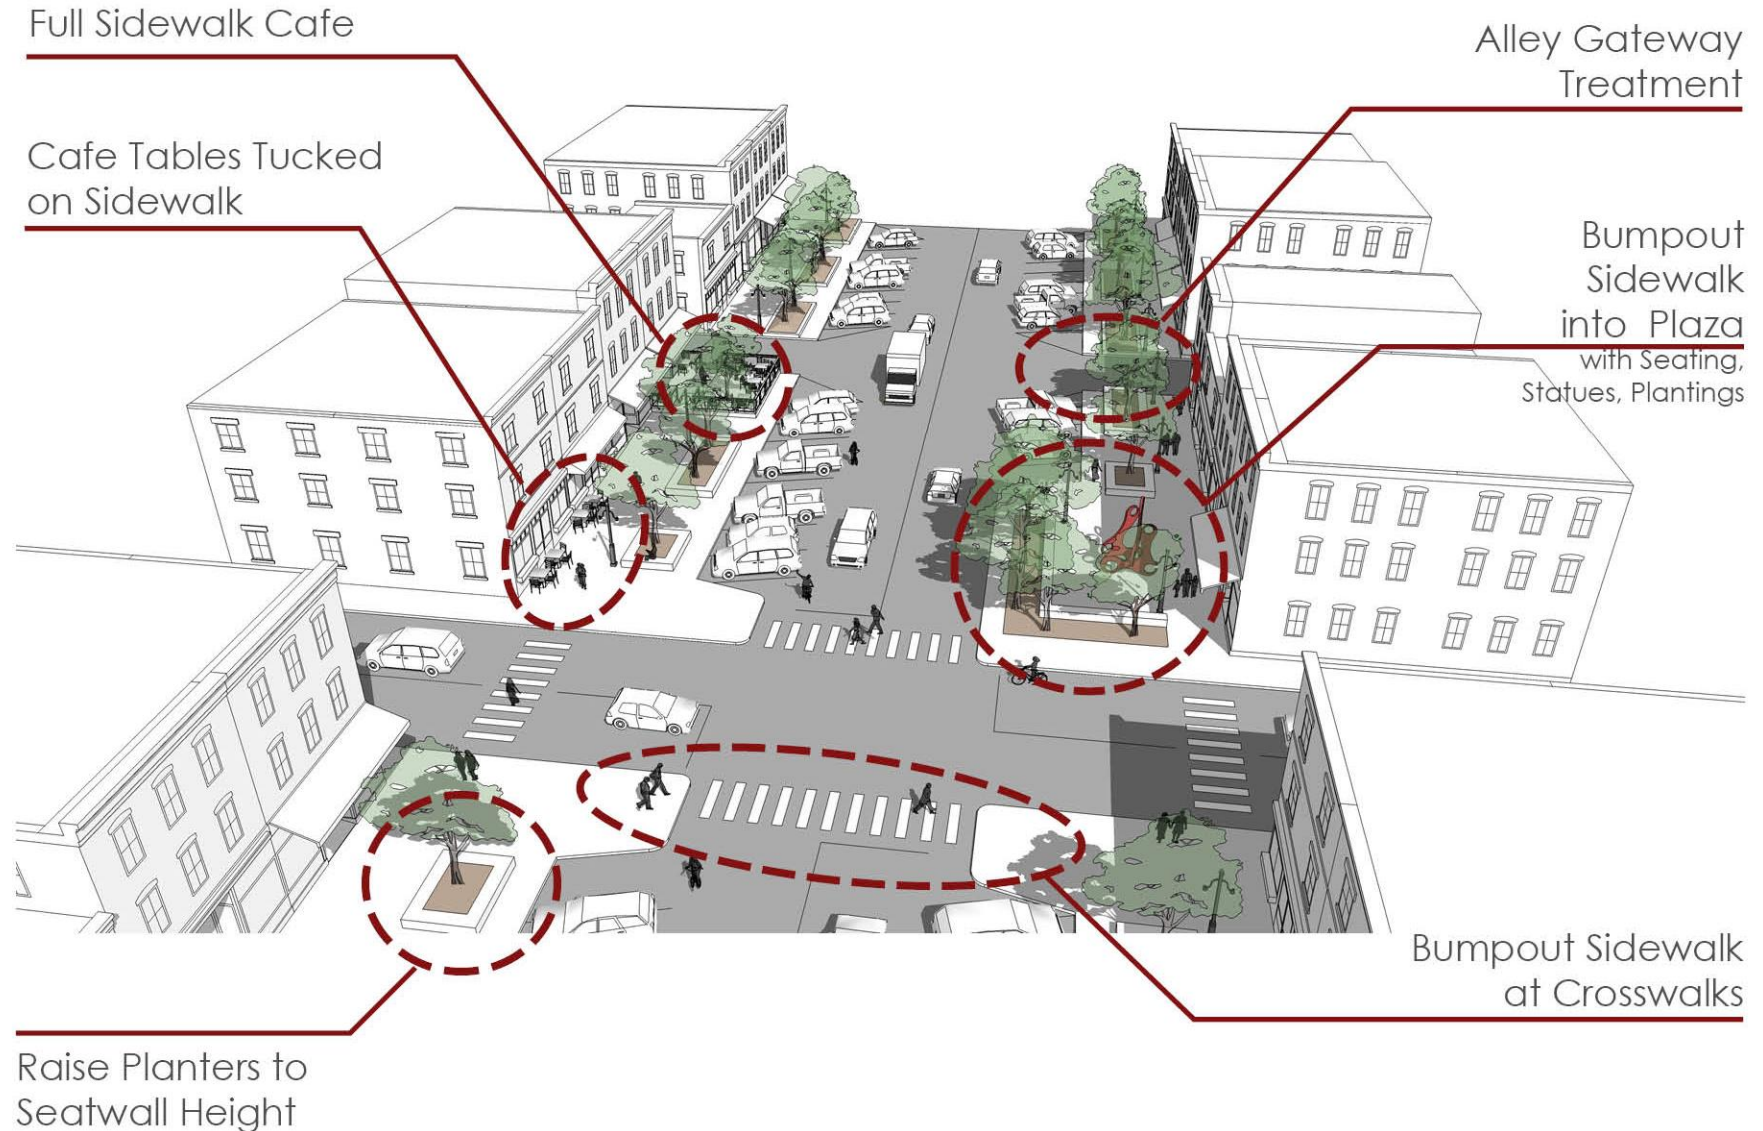 Full Sidewalk Cafe
Cafe Tables Tucked
on Sidewalk
Alley Gateway
Treatment
Bumpout
Sidewalk
into Plaza
with Seating,
Statues, Plantings
Bumpout Sidewalk
at Crosswalks
Raise Planters to
Seatwall Height